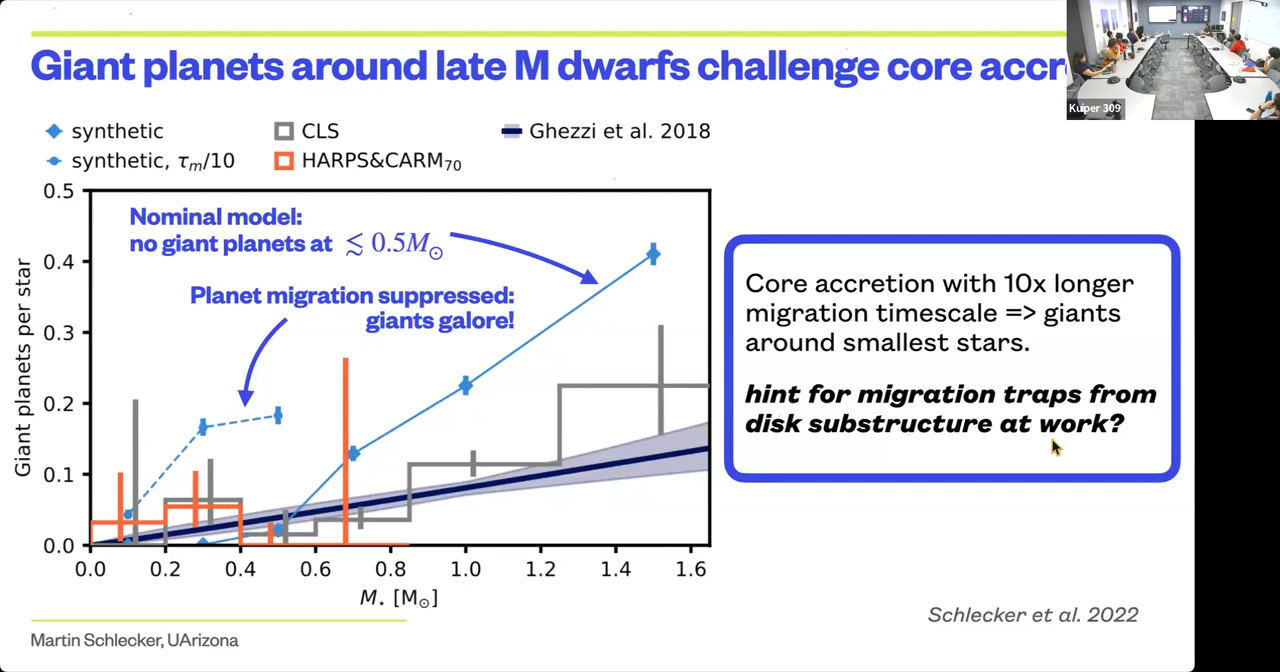 Giant planets around late M dwarfs challenge core accr
Kuiper 309
synthetic
synthetic, τm/10
CLS
HARPS&CARM70
Ghezzi et al. 2018
Giant planets per star
0.5
0.4
0.3
0.2
0.1
0.0
Nominal model:
no giant planets at ≲ 0.5M⊙
Planet migration suppressed:
giants galore!
0.0 0.2 0.4 0.6 0.8 1.0 1.2 1.4 1.6
M⋆ [M⊙]
Core accretion with 10x longer
migration timescale => giants
around smallest stars.
hint for migration traps from
disk substructure at work?
Schlecker et al. 2022
Martin Schlecker, UArizona